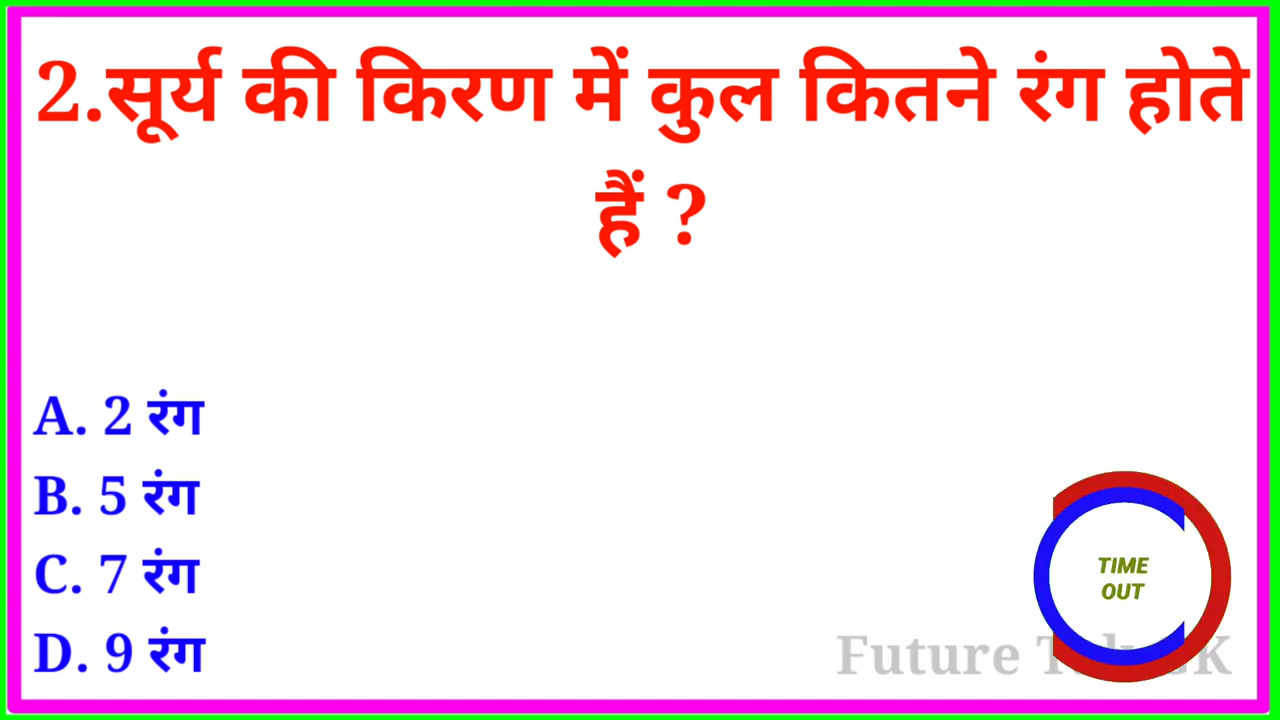 2.सूर्य की किरण में कुल कितने रंग होते
हैं ?
A. 2 रंग
B. 5 रंग
C. 7 रंग
D. 9 रंग
TIME
OUT
Future